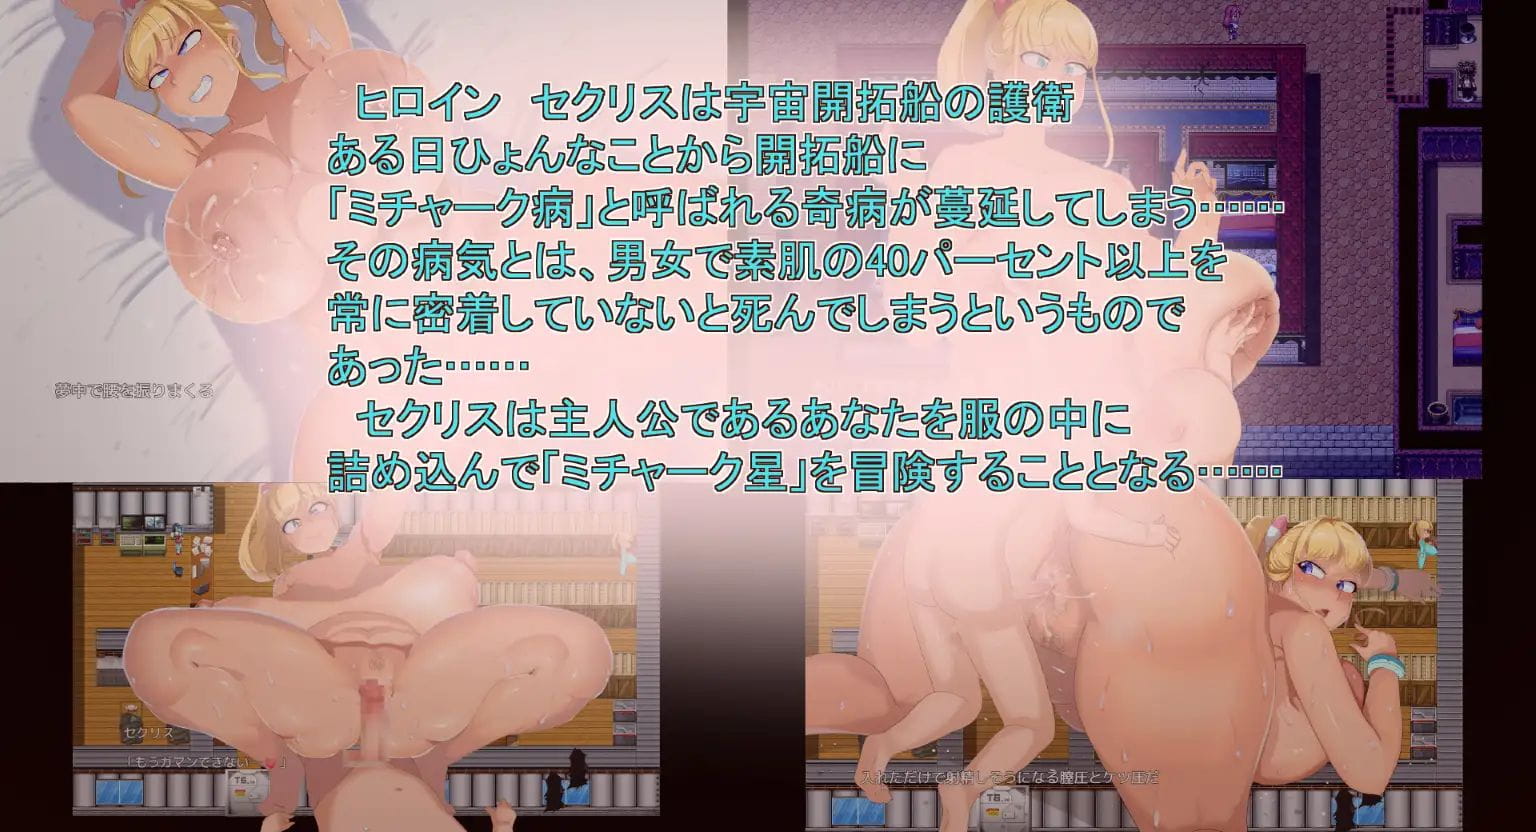 ヒロイン　セクリスは宇宙開拓船の護衛
ある日ひょんなことから開拓船に
「ミチャーク病」と呼ばれる奇病が蔓延してしまう……
その病気とは、男女で素肌の40パーセント以上を
常に密着していないと死んでしまうというもので
あった……
セクリスは主人公であるあなたを服の中に
詰め込んで「ミチャーク星」を冒険することとなる……
夢中で腰を振りまくる
セクリス
「もうガマンできない…♥」
入れただけで射精しそうになる膣圧とケツ圧だ